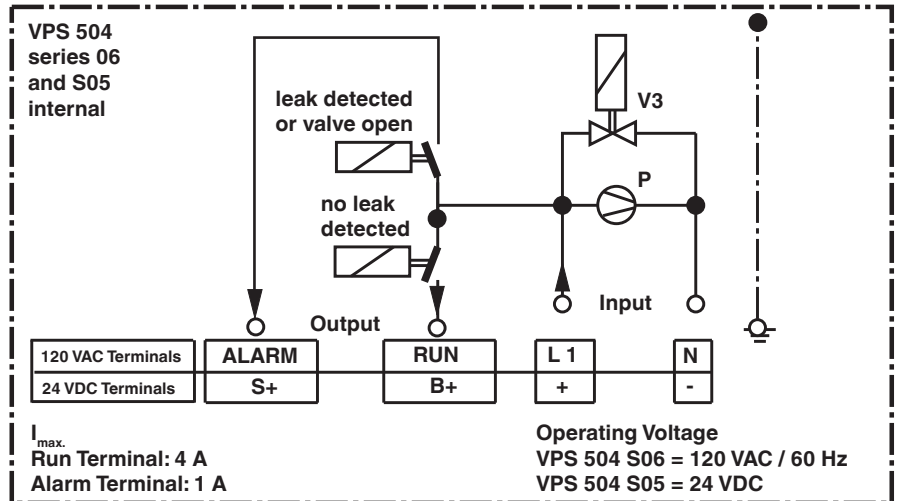 VPS 504
series 06
and S05
internal
leak detected
or valve open
V3
P
no leak
detected
Input
Output
120 VAC Terminals ALARM RUN L 1 N
24 VDC Terminals S+ B+ + -
Imax.
Run Terminal: 4 A
Alarm Terminal: 1 A
Operating Voltage
VPS 504 S06 = 120 VAC / 60 Hz
VPS 504 S05 = 24 VDC